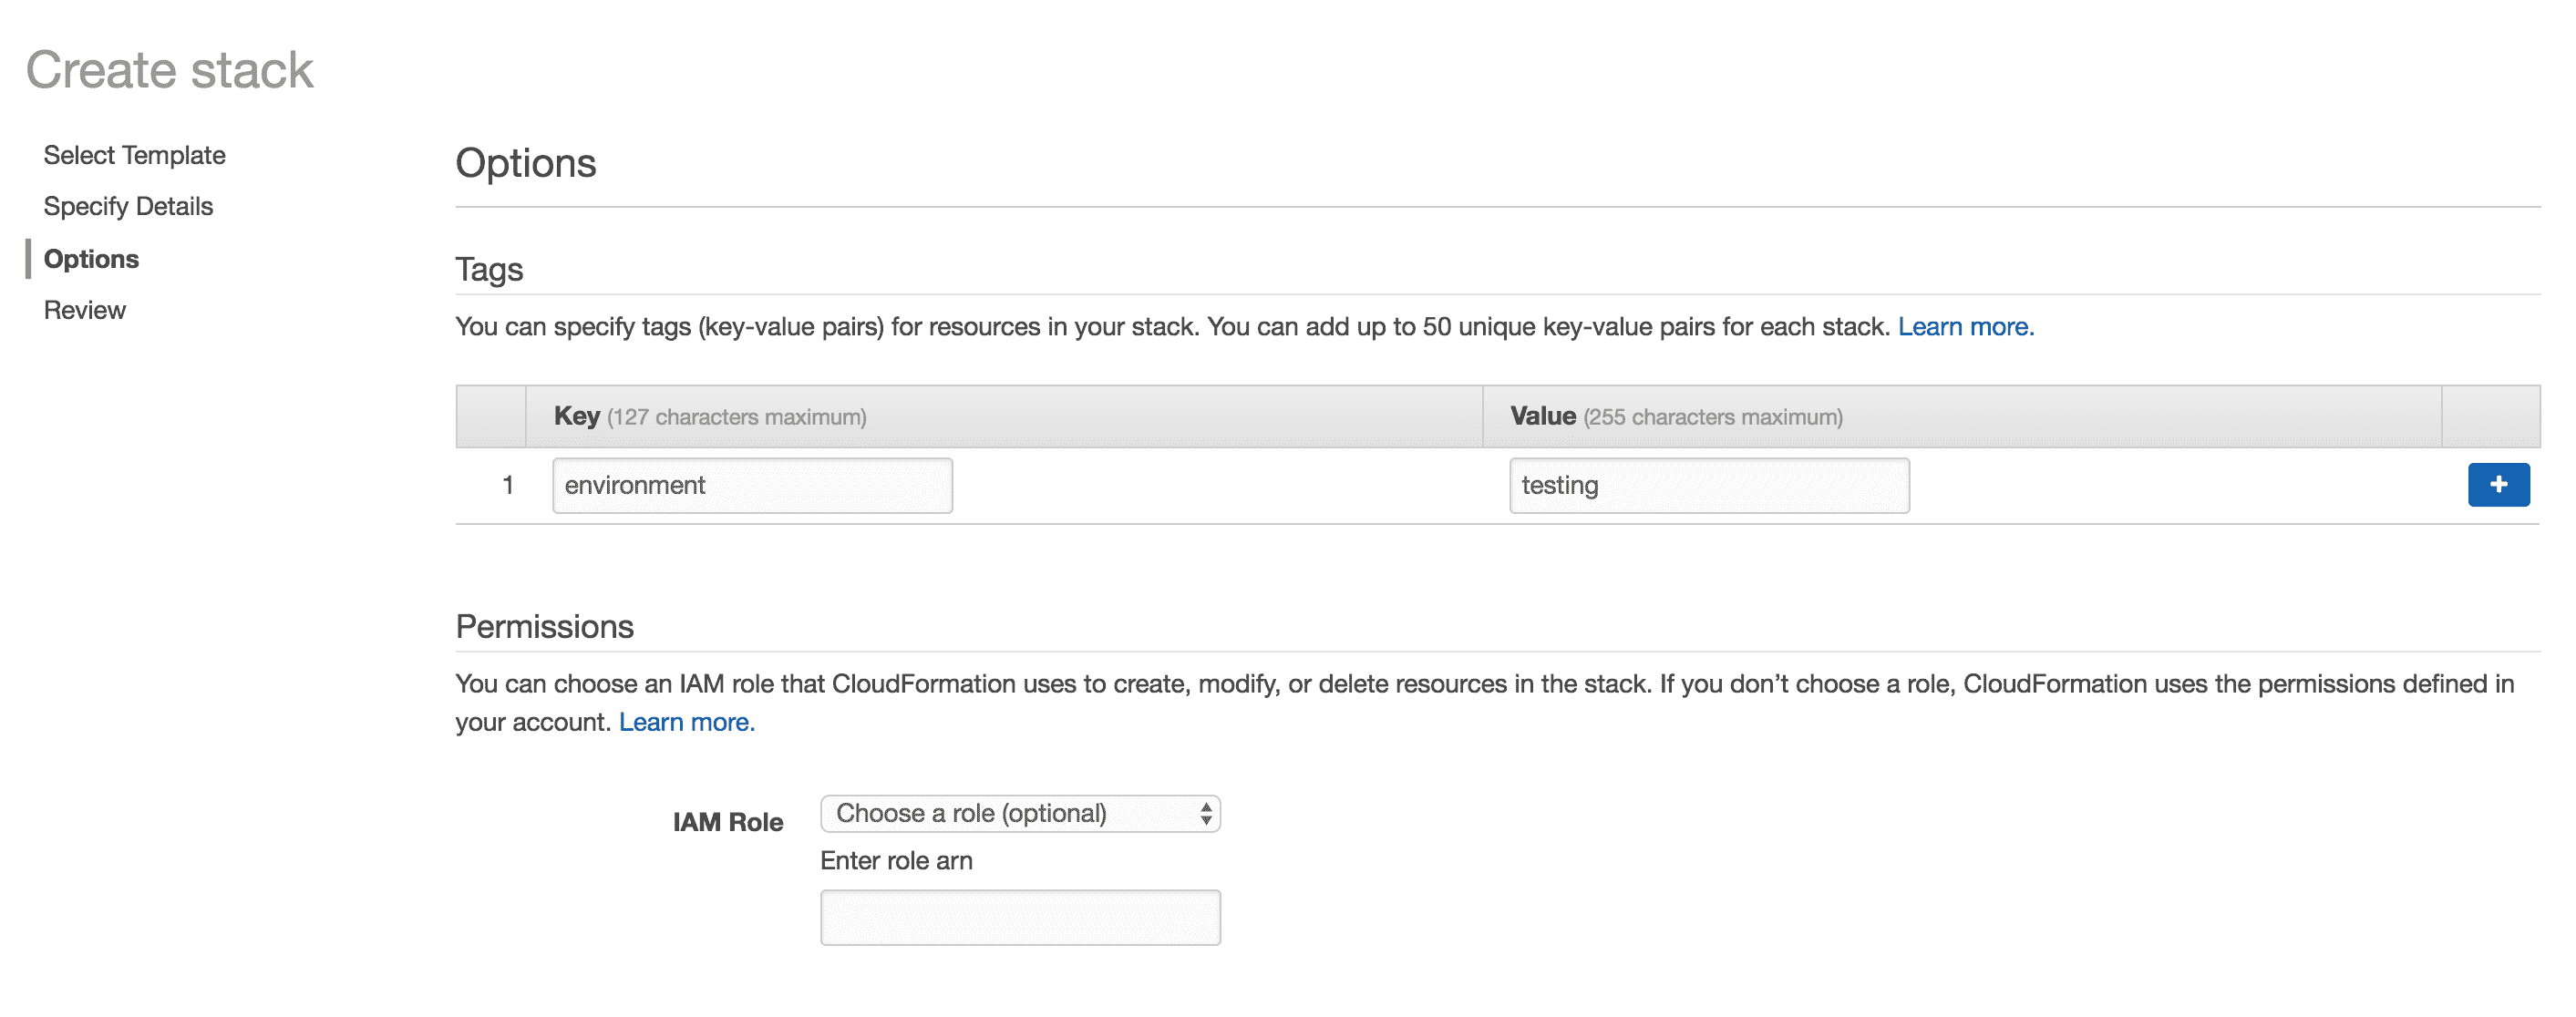 Create stack
Select Template
Specify Details
Options
Review
Options
Tags
You can specify tags (key-value pairs) for resources in your stack. You can add up to 50 unique key-value pairs for each stack. Learn more.
Key (127 characters maximum) Value (255 characters maximum)
1 environment testing +
Permissions
You can choose an IAM role that CloudFormation uses to create, modify, or delete resources in the stack. If you don’t choose a role, CloudFormation uses the permissions defined in
your account. Learn more.
IAM Role Choose a role (optional)
Enter role arn